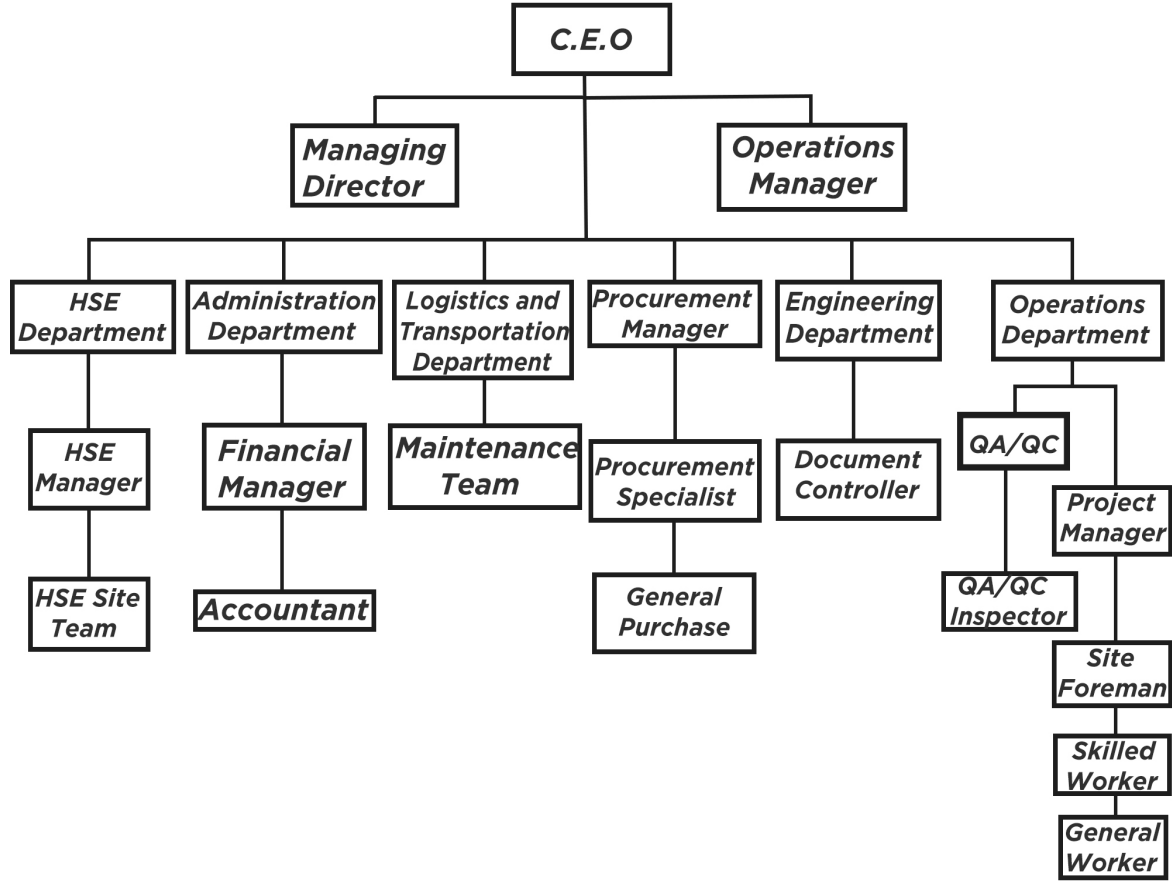 C.E.O
Managing
Director
Operations
Manager
HSE
Department
Administration
Department
Logistics and
Transportation
Department
Procurement
Manager
Engineering
Department
Operations
Department
HSE
Manager
Financial
Manager
Maintenance
Team
Procurement
Specialist
Document
Controller
QA/QC
Project
Manager
HSE Site
Team
Accountant
General
Purchase
QA/QC
Inspector
Site
Foreman
Skilled
Worker
General
Worker